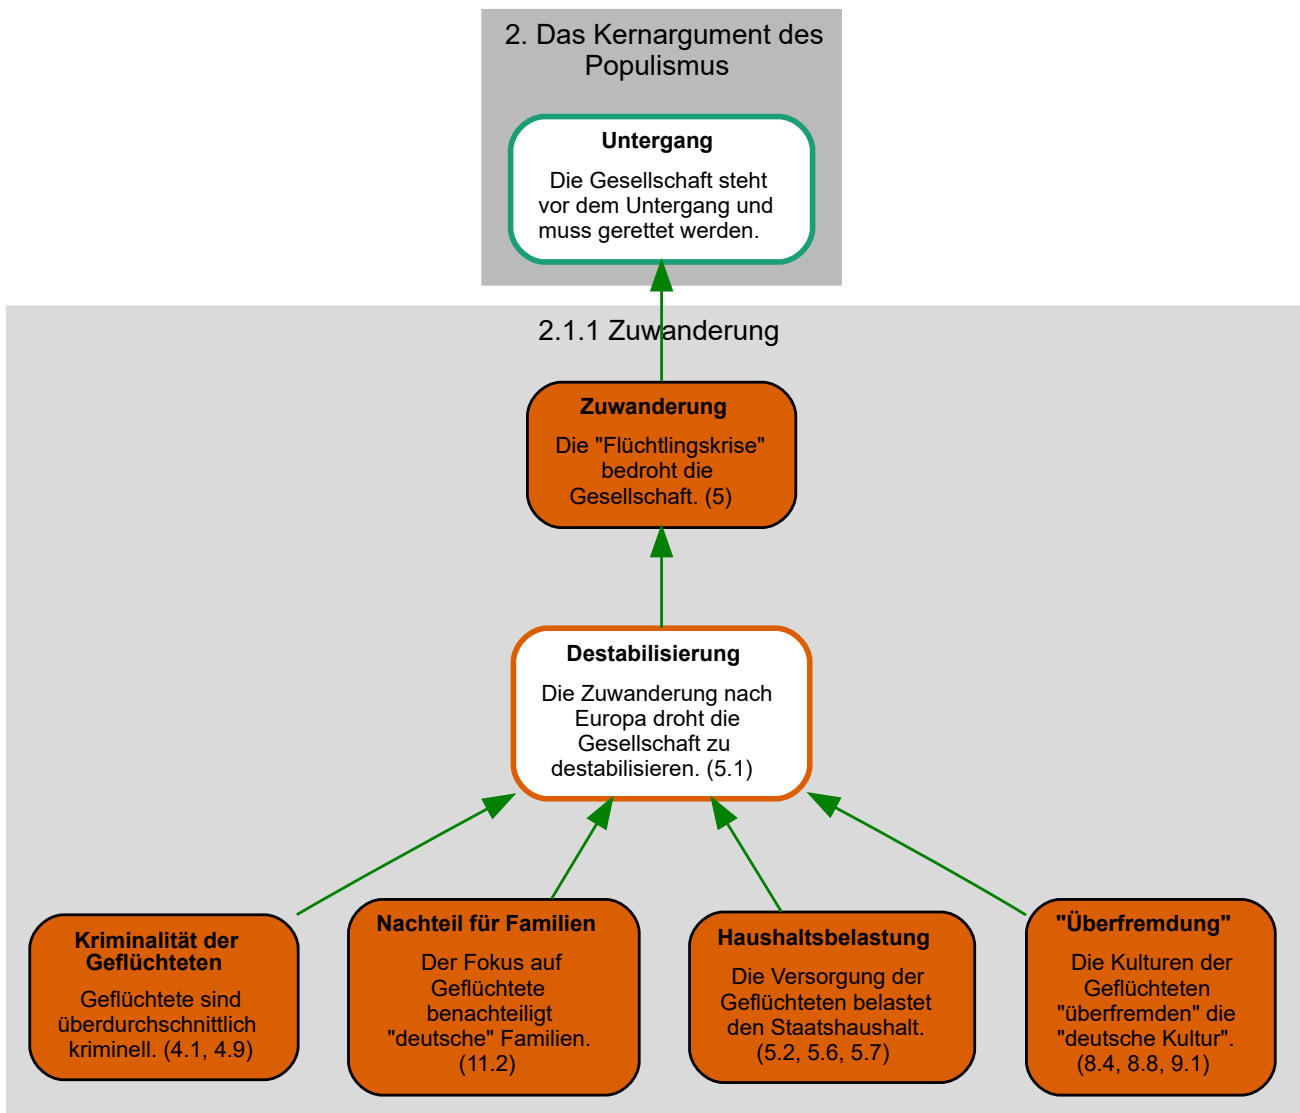 2. Das Kernargument des
Populismus
Untergang
Die Gesellschaft steht
vor dem Untergang und
muss gerettet werden.
2.1.1 Zuwanderung
Zuwanderung
Die "Flüchtlingskrise"
bedroht die
Gesellschaft. (5)
Destabilisierung
Die Zuwanderung nach
Europa droht die
Gesellschaft zu
destabilisieren. (5.1)
Kriminalität der
Geflüchteten
Geflüchtete sind
überdurchschnittlich
kriminell. (4.1, 4.9)
Nachteil für Familien
Der Fokus auf
Geflüchtete
benachteiligt
"deutsche" Familien.
(11.2)
Haushaltsbelastung
Die Versorgung der
Geflüchteten belastet
den Staatshaushalt.
(5.2, 5.6, 5.7)
"Überfremdung"
Die Kulturen der
Geflüchteten
"überfremden" die
"deutsche Kultur".
(8.4, 8.8, 9.1)